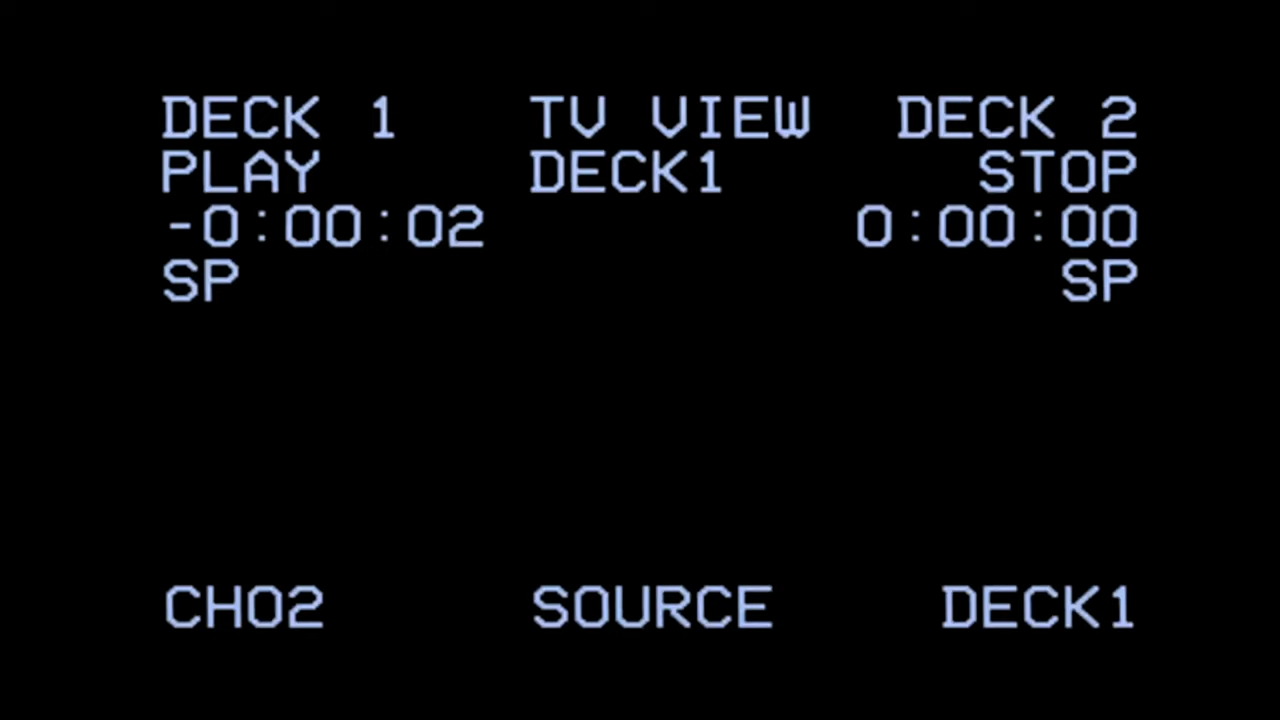 DECK 1 TV VIEW DECK 2
PLAY DECK1 STOP
-0:00:02 0:00:00
SP SP
CH02 SOURCE DECK1